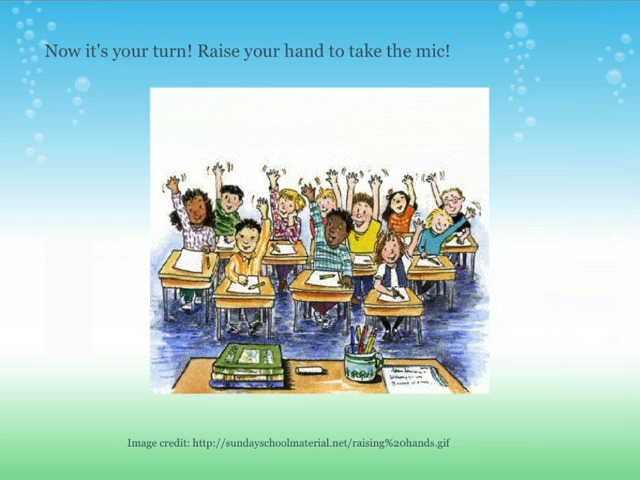 Now it's your turn! Raise your hand to take the mic!
Image credit: http://sundayschoolmaterial.net/raising%20hands.gif